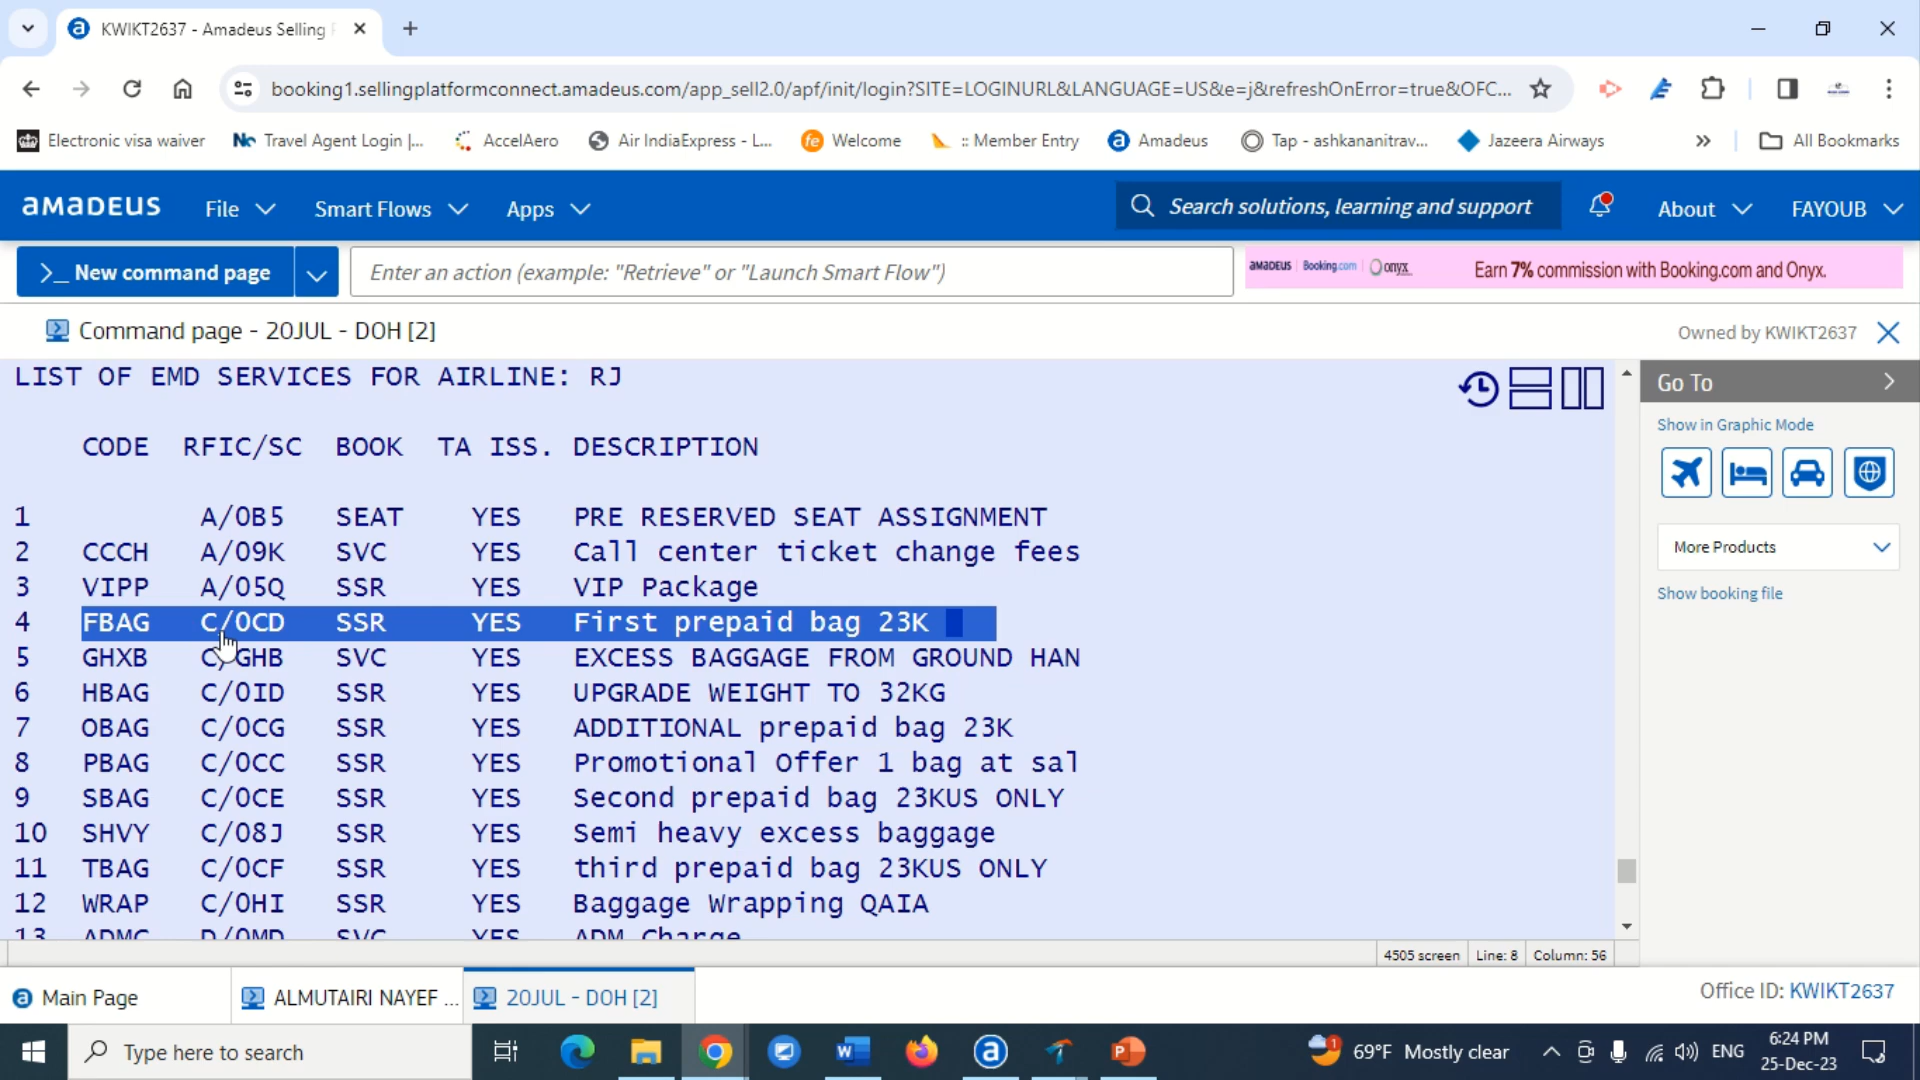 KWIKT2637 - Amadeus Selling
booking1.sellingplatformconnect.amadeus.com/app_sell2.0/apf/init/login?SITE=LOGINURL&LANGUAGE=US&e=j&refreshOnError=true&OFC...
Electronic visa waiver Travel Agent Login |... AccelAero Air IndiaExpress - L... Welcome :: Member Entry Amadeus Tap - ashkananitrav... Jazeera Airways » All Bookmarks
amadeus File Smart Flows Apps Search solutions, learning and support About FAYOUB
>_ New command page Enter an action (example: "Retrieve" or "Launch Smart Flow") amadeus Booking.com onyx Earn 7% commission with Booking.com and Onyx.
Command page - 20JUL - DOH [2] Owned by KWIKT2637
LIST OF EMD SERVICES FOR AIRLINE: RJ
CODE RFIC/SC BOOK TA ISS. DESCRIPTION
1 A/0B5 SEAT YES PRE RESERVED SEAT ASSIGNMENT
2 CCCH A/09K SVC YES Call center ticket change fees
3 VIPP A/05Q SSR YES VIP Package
4 FBAG C/0CD SSR YES First prepaid bag 23K
5 GHXB C/GHB SVC YES EXCESS BAGGAGE FROM GROUND HAN
6 HBAG C/0ID SSR YES UPGRADE WEIGHT TO 32KG
7 OBAG C/0CG SSR YES ADDITIONAL prepaid bag 23K
8 PBAG C/0CC SSR YES Promotional Offer 1 bag at sal
9 SBAG C/0CE SSR YES Second prepaid bag 23KUS ONLY
10 SHVY C/08J SSR YES Semi heavy excess baggage
11 TBAG C/0CF SSR YES third prepaid bag 23KUS ONLY
12 WRAP C/0HI SSR YES Baggage Wrapping QAIA
13 ADMC D/0MD SVC YES ADM Charge
Go To
Show in Graphic Mode
More Products
Show booking file
4505 screen Line: 8 Column: 56
Main Page ALMUTAIRI NAYEF ... 20JUL - DOH [2] Office ID: KWIKT2637
Type here to search 69°F Mostly clear ENG 6:24 PM
25-Dec-23